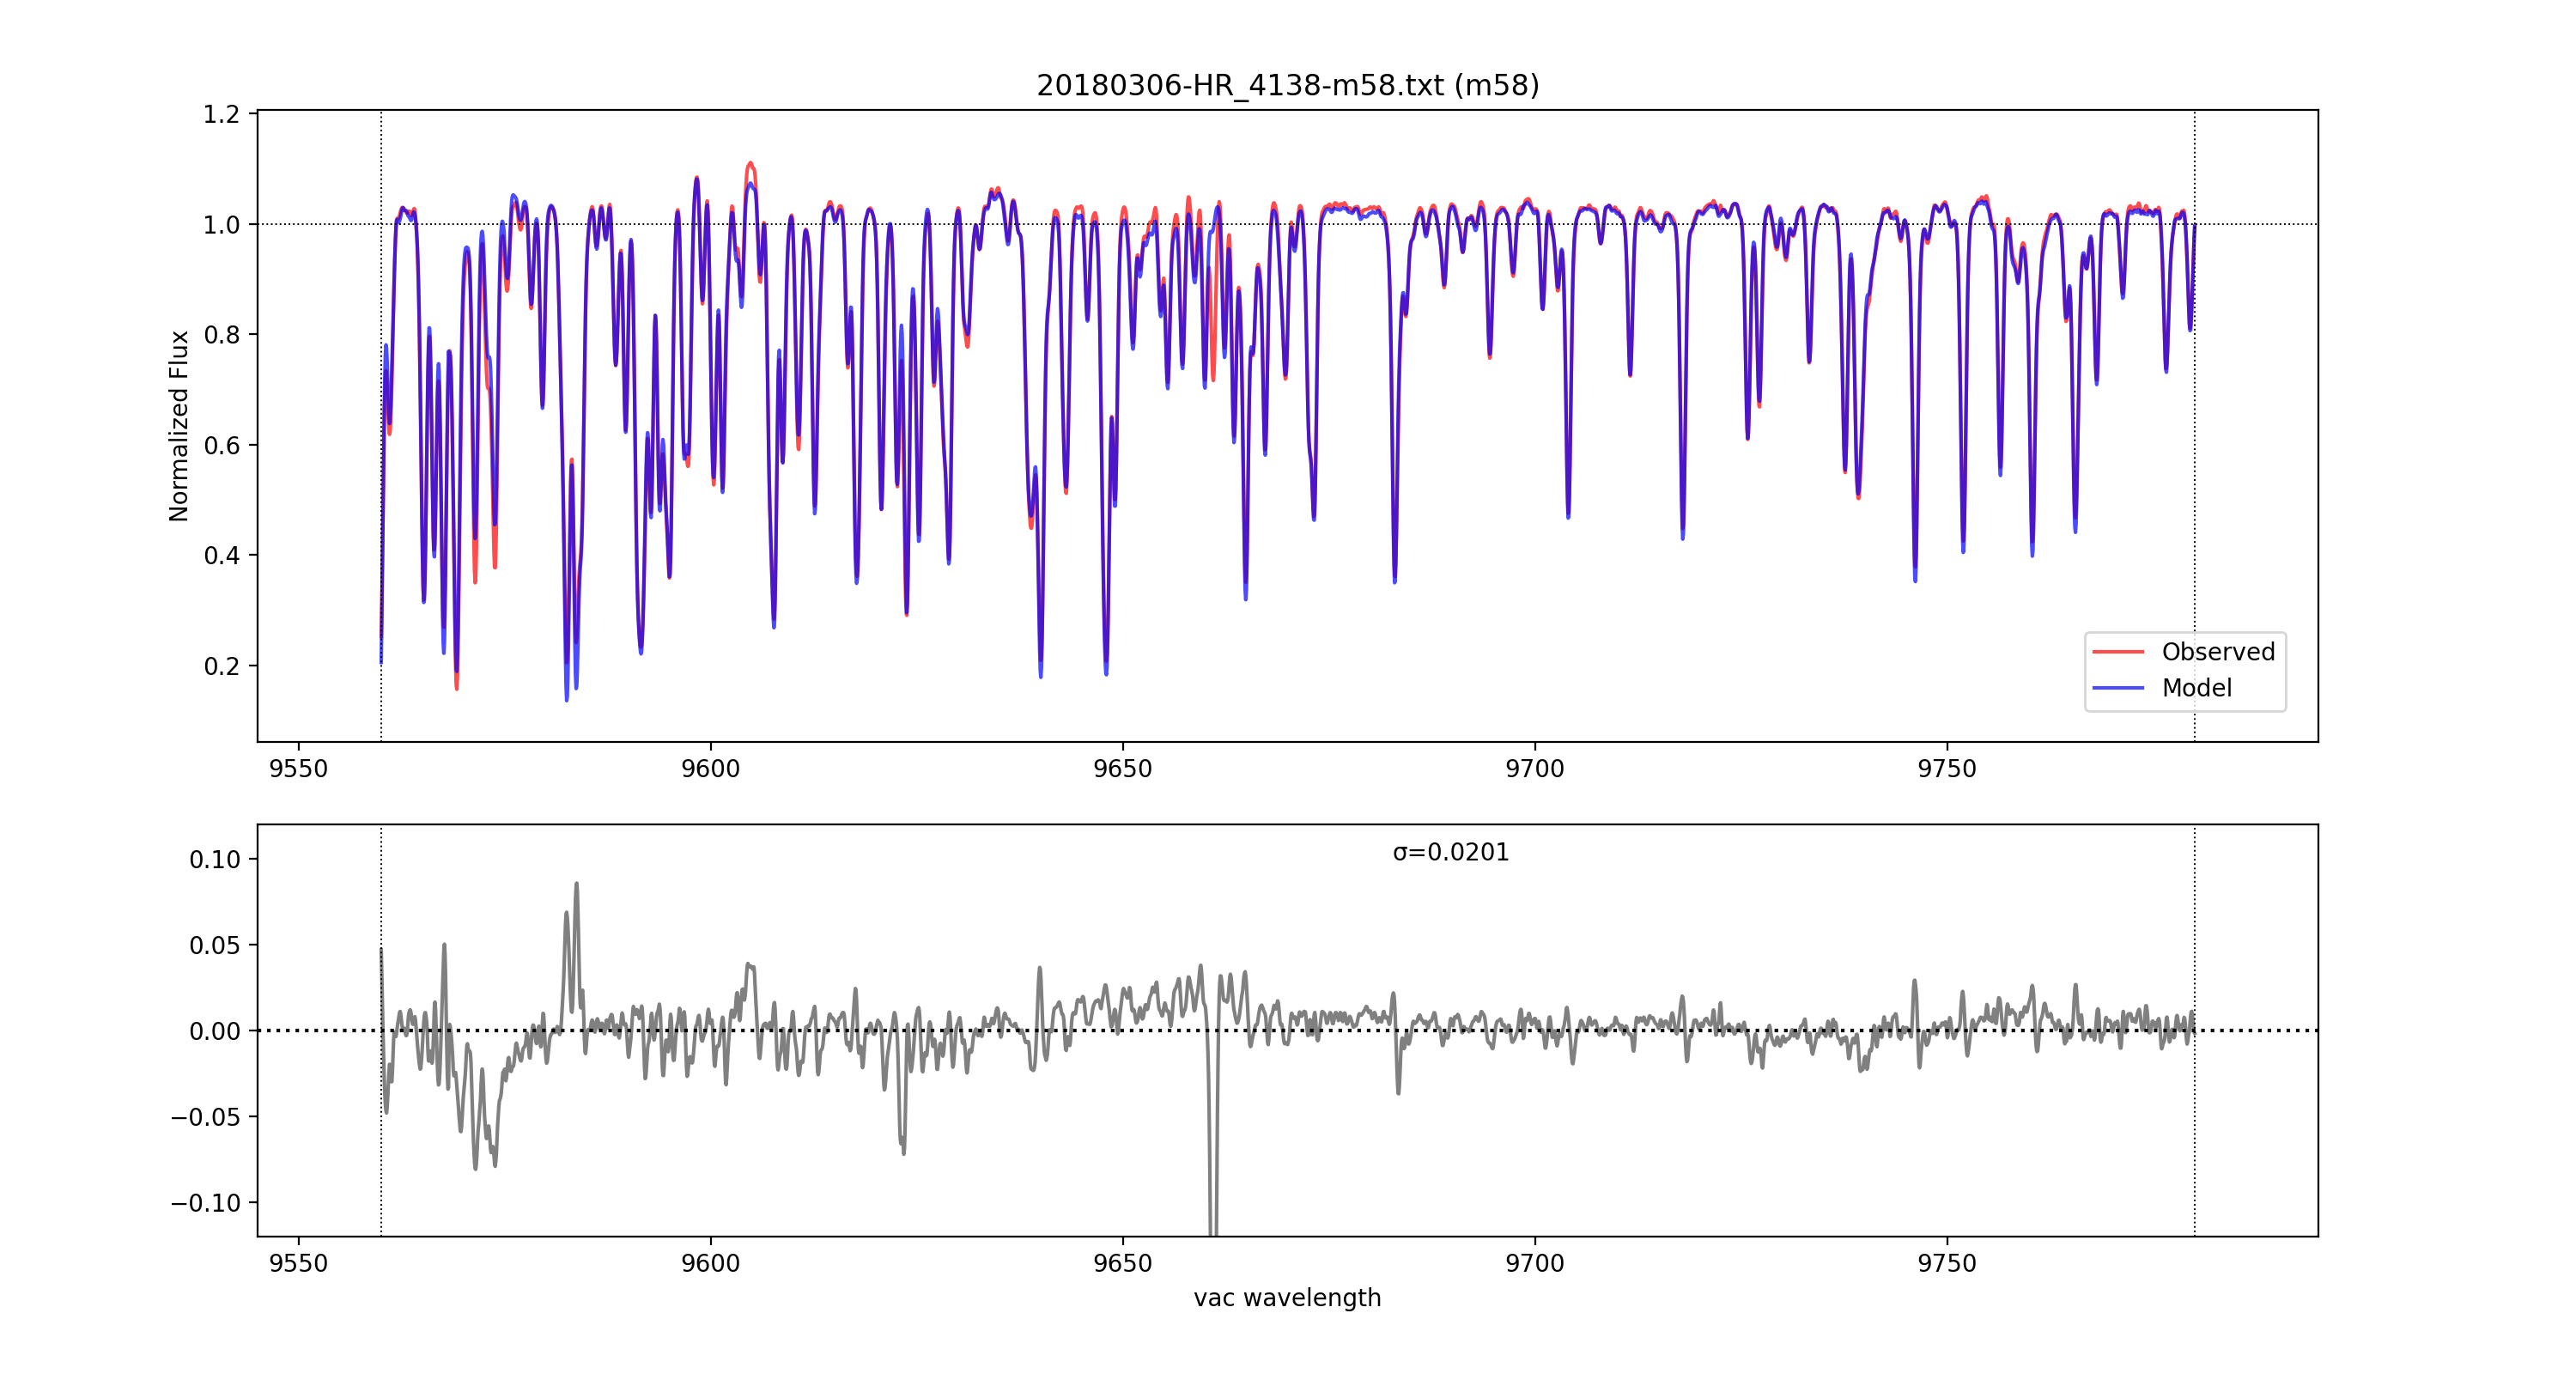 20180306-HR_4138-m58.txt (m58)
Normalized Flux
1.2
1.0
0.8
0.6
0.4
0.2
Observed
Model
9550 9600 9650 9700 9750
σ=0.0201
0.10
0.05
0.00
−0.05
−0.10
9550 9600 9650 9700 9750
vac wavelength